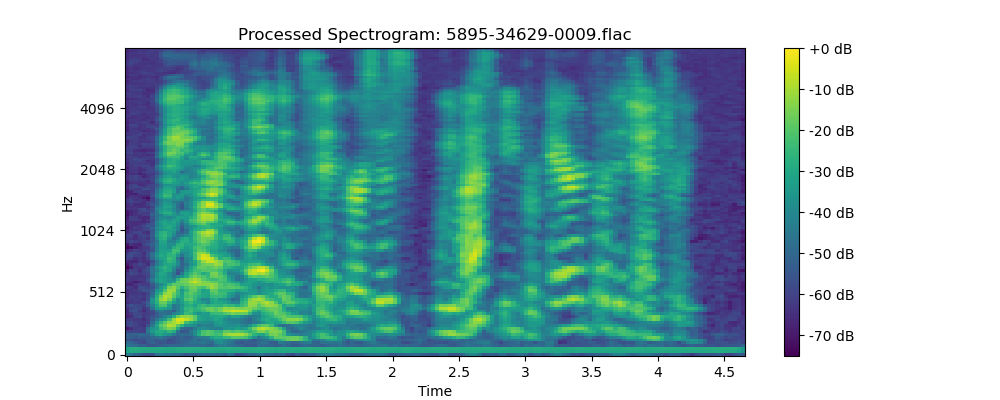 Processed Spectrogram: 5895-34629-0009.flac
Hz
4096
2048
1024
512
0
0 0.5 1 1.5 2 2.5 3 3.5 4 4.5
Time
+0 dB
-10 dB
-20 dB
-30 dB
-40 dB
-50 dB
-60 dB
-70 dB